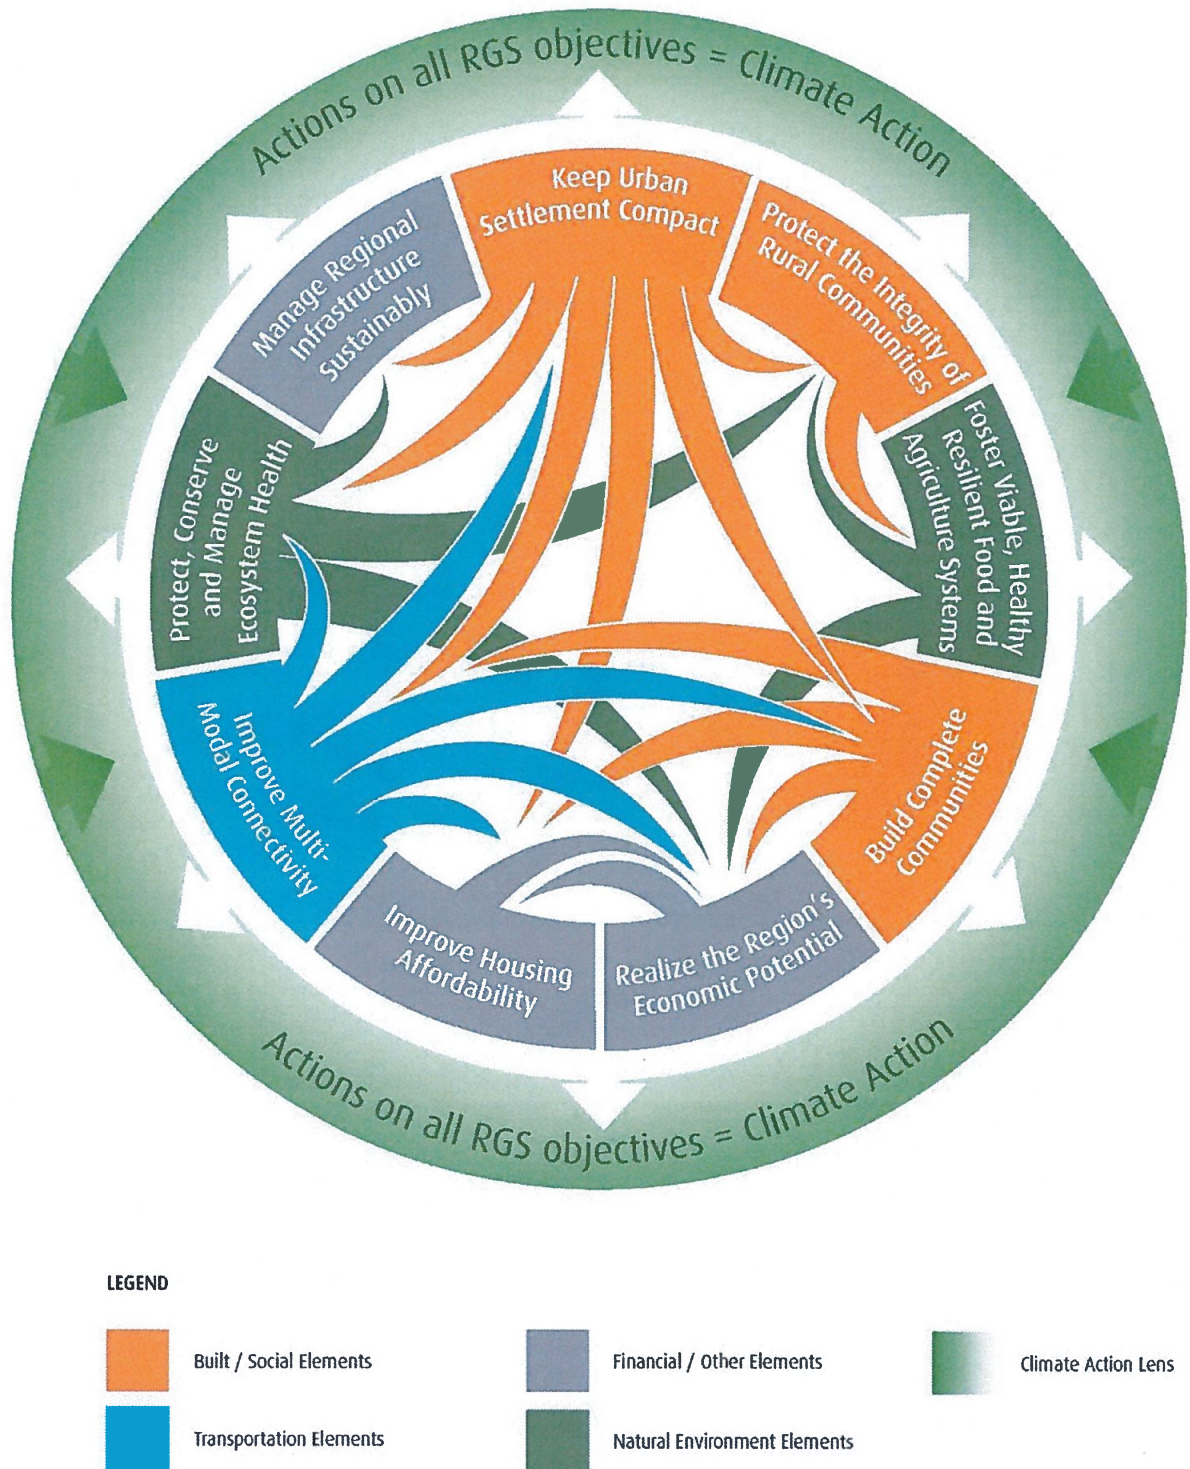 Actions on all RGS objectives = Climate Action
Keep Urban
Settlement Compact
Protect the Integrity of
Rural Communities
Foster Viable, Healthy
Resilient Food and
Agriculture Systems
Build Complete
Communities
Realize the Region's
Economic Potential
Improve Housing
Affordability
Improve Multi-
Modal Connectivity
Protect, Conserve
and Manage
Ecosystem Health
Manage Regional
Infrastructure
Sustainably
Actions on all RGS objectives = Climate Action
LEGEND
Built / Social Elements
Financial / Other Elements
Climate Action Lens
Transportation Elements
Natural Environment Elements